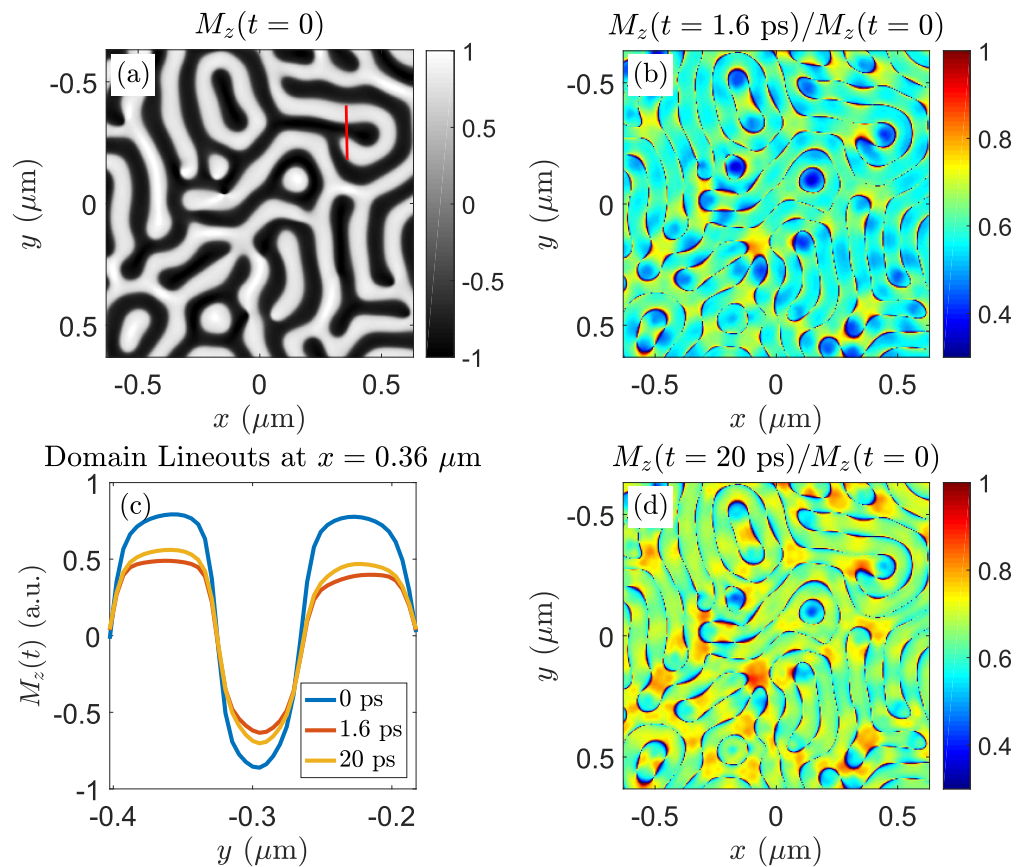 M_z(t = 0)
(a)
-0.5
0
0.5
y (μm)
-0.5
0
0.5
x (μm)
1
0.5
0
-0.5
-1
M_z(t = 1.6 ps)/M_z(t = 0)
(b)
-0.5
0
0.5
y (μm)
-0.5
0
0.5
x (μm)
1
0.8
0.6
0.4
Domain Lineouts at x = 0.36 μm
(c)
1
0.5
0
-0.5
-1
M_z(t) (a.u.)
0 ps
1.6 ps
20 ps
-0.4
-0.3
-0.2
y (μm)
M_z(t = 20 ps)/M_z(t = 0)
(d)
-0.5
0
0.5
y (μm)
-0.5
0
0.5
x (μm)
1
0.8
0.6
0.4